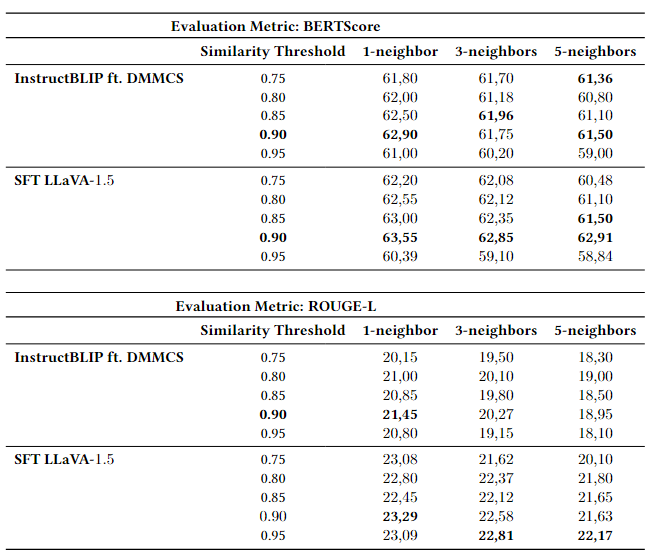 Evaluation Metric: BERTScore
Similarity Threshold 1-neighbor 3-neighbors 5-neighbors
InstructBLIP ft. DMMCS 0.75 61,80 61,70 61,36
0.80 62,00 61,18 60,80
0.85 62,50 61,96 61,10
0.90 62,90 61,75 61,50
0.95 61,00 60,20 59,00
SFT LLaVA-1.5 0.75 62,20 62,08 60,48
0.80 62,55 62,12 61,10
0.85 63,00 62,35 61,50
0.90 63,55 62,85 62,91
0.95 60,39 59,10 58,84
Evaluation Metric: ROUGE-L
Similarity Threshold 1-neighbor 3-neighbors 5-neighbors
InstructBLIP ft. DMMCS 0.75 20,15 19,50 18,30
0.80 21,00 20,10 19,00
0.85 20,85 19,80 18,50
0.90 21,45 20,27 18,95
0.95 20,80 19,15 18,10
SFT LLaVA-1.5 0.75 23,08 21,62 20,10
0.80 22,80 22,37 21,80
0.85 22,45 22,12 21,65
0.90 23,29 22,58 21,63
0.95 23,09 22,81 22,17